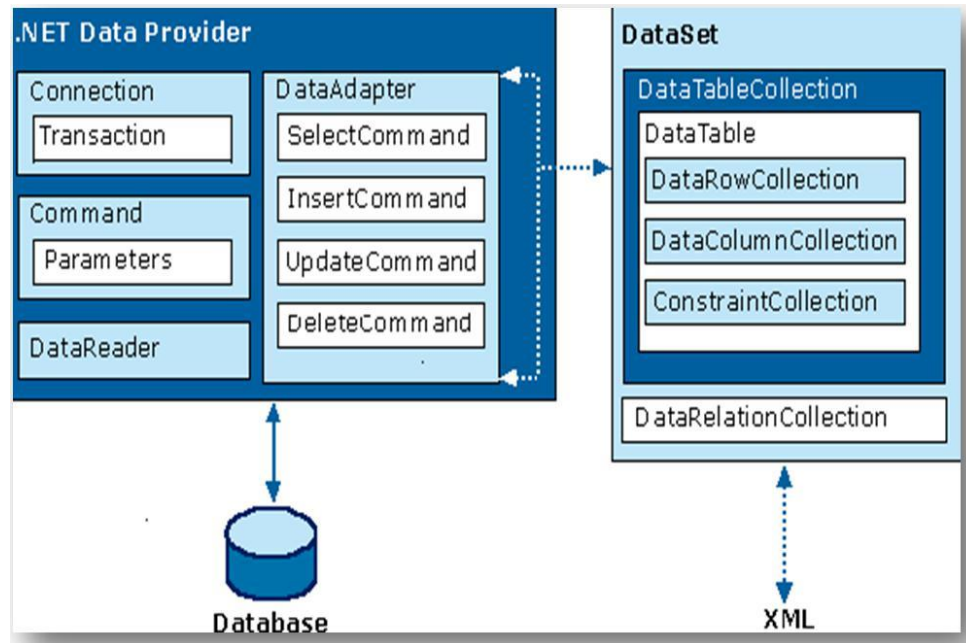 .NET Data Provider
Connection
Transaction
Command
Parameters
DataReader
DataAdapter
SelectCommand
InsertCommand
UpdateCommand
DeleteCommand
Database
DataSet
DataTableCollection
DataTable
DataRowCollection
DataColumnCollection
ConstraintCollection
DataRelationCollection
XML